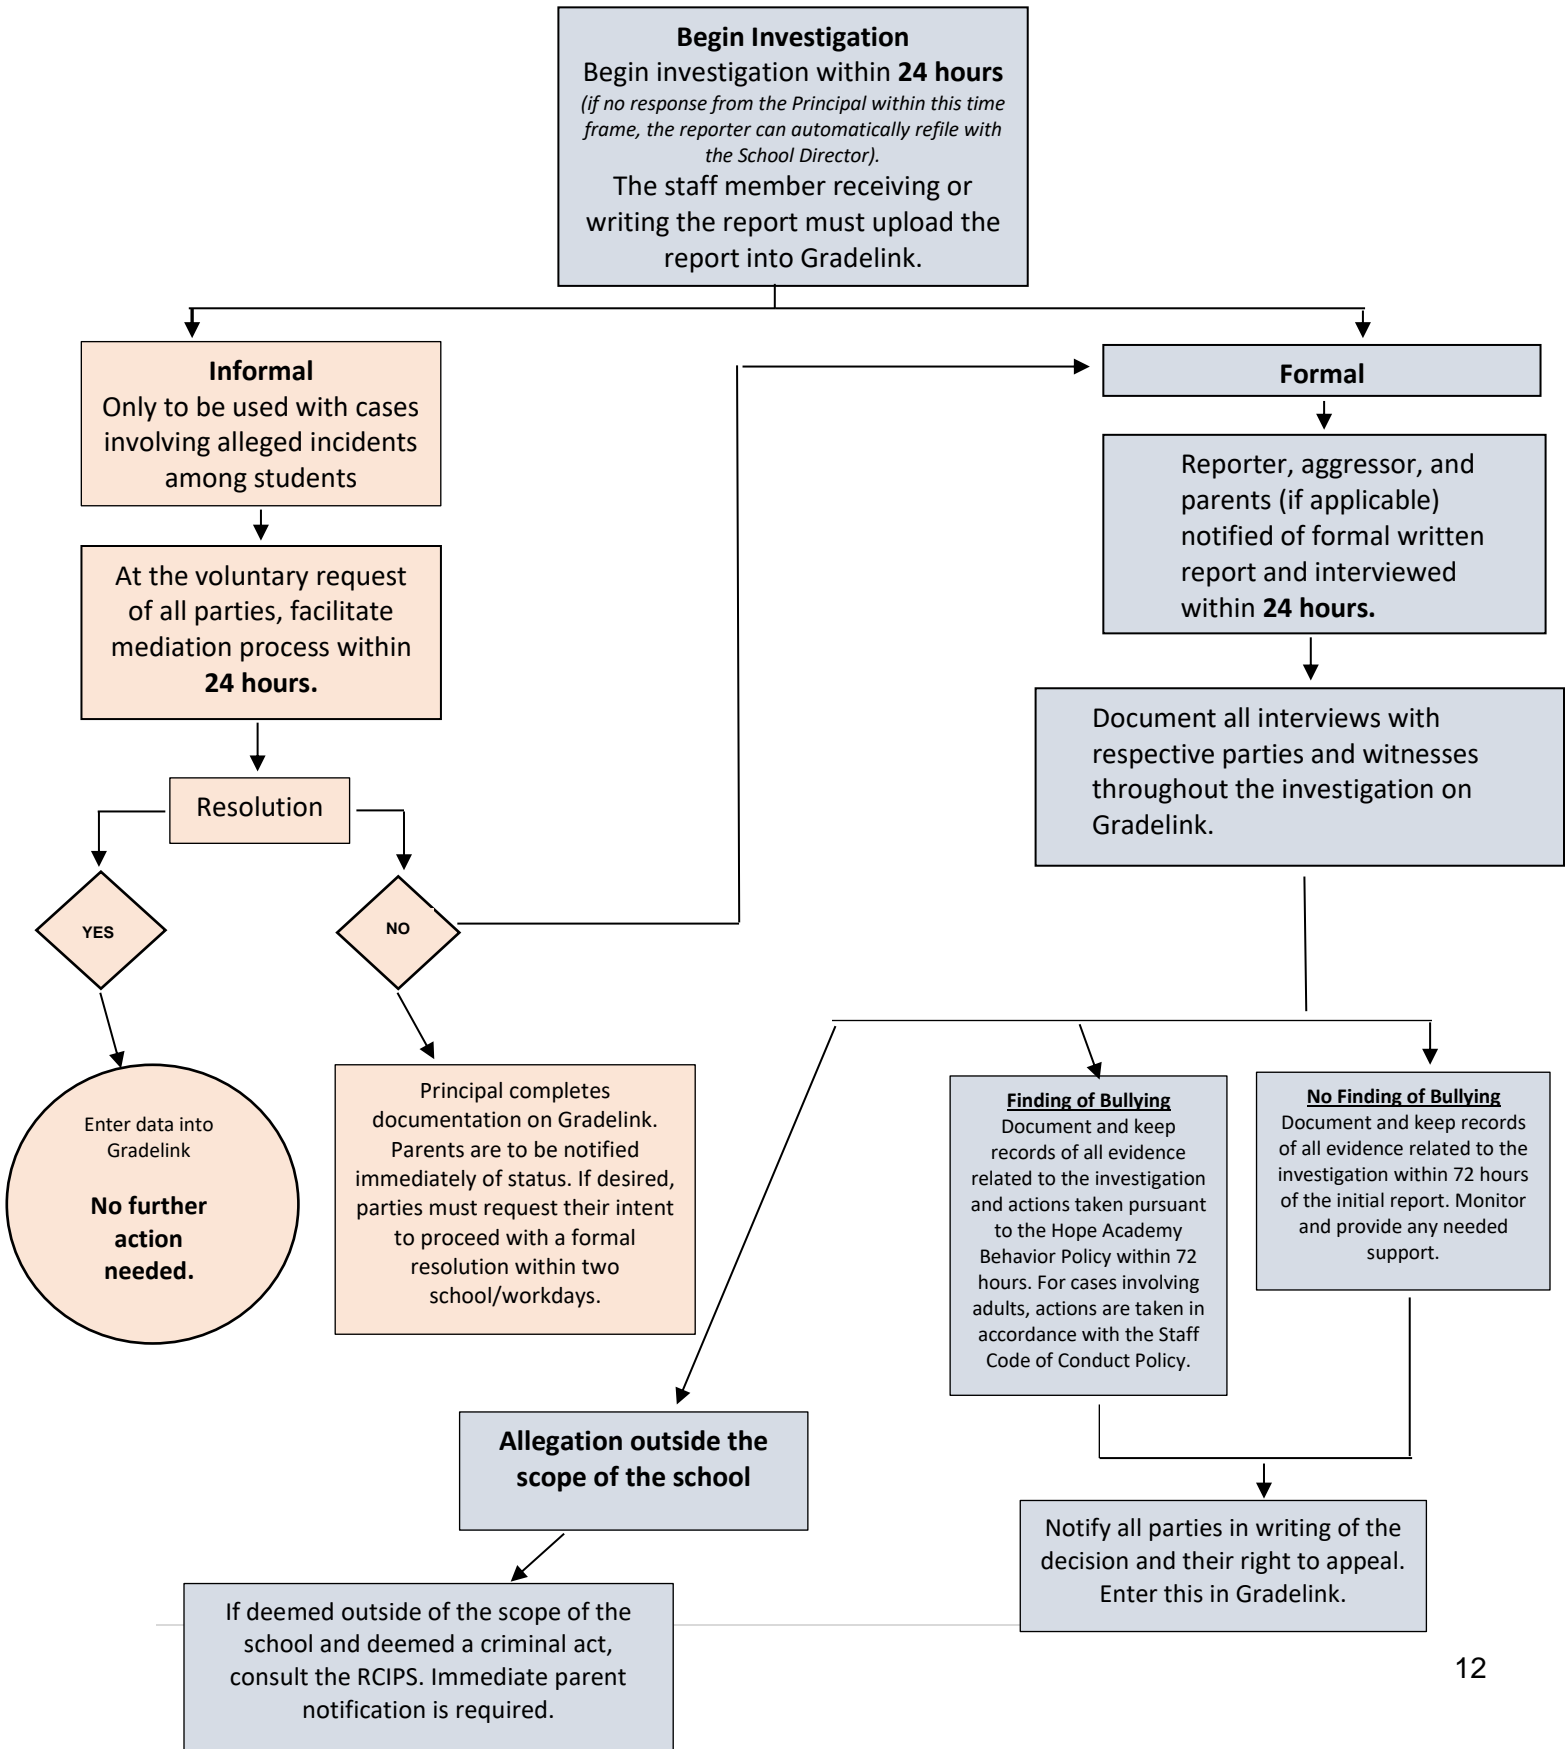 Begin Investigation
Begin investigation within 24 hours
(if no response from the Principal within this time
frame, the reporter can automatically refile with
the School Director).
The staff member receiving or
writing the report must upload the
report into Gradelink.
Informal
Only to be used with cases
involving alleged incidents
among students
At the voluntary request
of all parties, facilitate
mediation process within
24 hours.
Resolution
YES
NO
Enter data into
Gradelink
No further
action
needed.
Principal completes
documentation on Gradelink.
Parents are to be notified
immediately of status. If desired,
parties must request their intent
to proceed with a formal
resolution within two
school/workdays.
Formal
Reporter, aggressor, and
parents (if applicable)
notified of formal written
report and interviewed
within 24 hours.
Document all interviews with
respective parties and witnesses
throughout the investigation on
Gradelink.
Finding of Bullying
Document and keep
records of all evidence
related to the investigation
and actions taken pursuant
to the Hope Academy
Behavior Policy within 72
hours. For cases involving
adults, actions are taken in
accordance with the Staff
Code of Conduct Policy.
No Finding of Bullying
Document and keep records
of all evidence related to the
investigation within 72 hours
of the initial report. Monitor
and provide any needed
support.
Allegation outside the
scope of the school
If deemed outside of the scope of the
school and deemed a criminal act,
consult the RCIPS. Immediate parent
notification is required.
Notify all parties in writing of the
decision and their right to appeal.
Enter this in Gradelink.
12